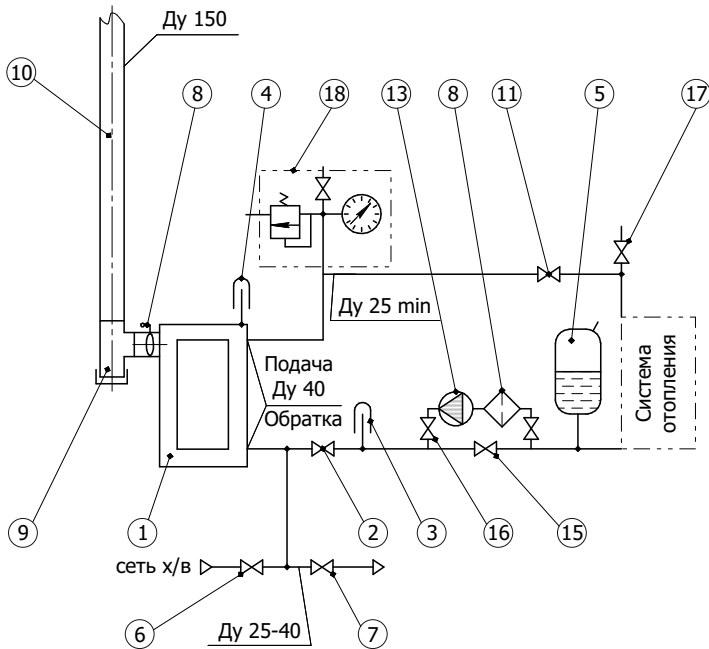 Ду 150
10
8
4
18
13
8
11
5
17
Ду 25 min
Подача
Ду 40
Обратка
Система
отопления
9
1
2
3
16
15
сеть х/в
6
Ду 25-40
7